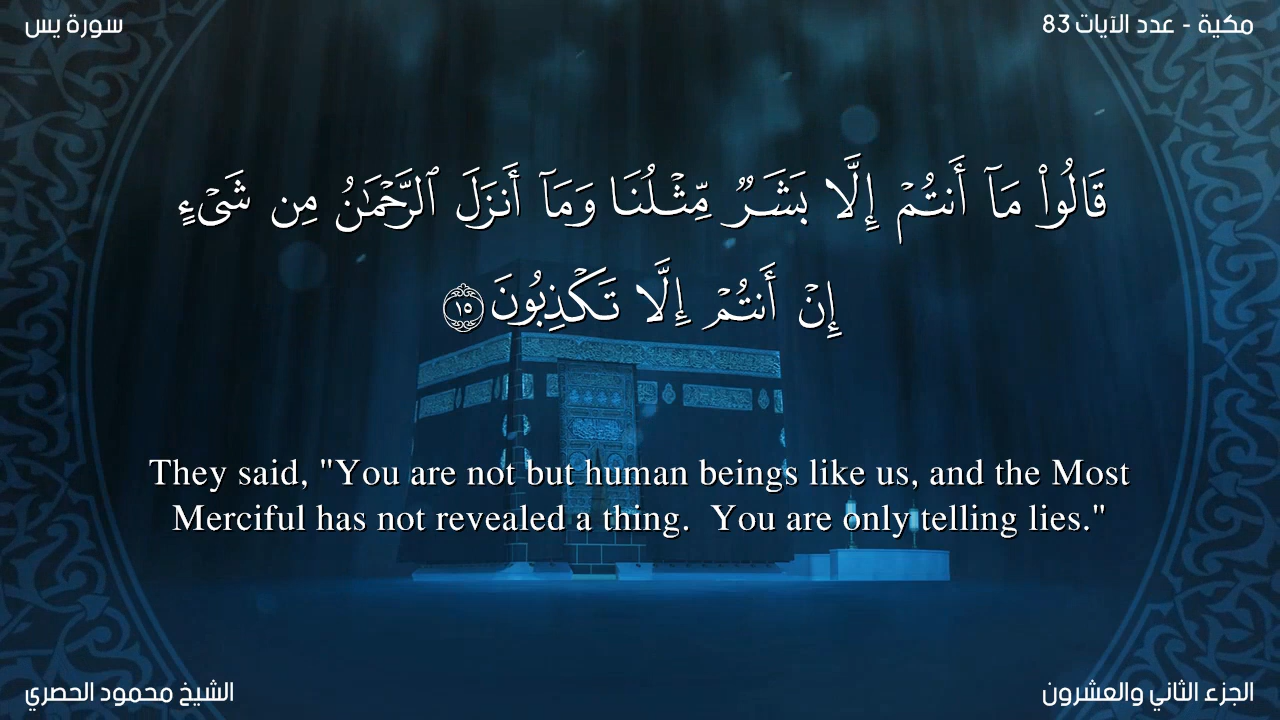 سورة يس
مكية - عدد الآيات 83
قَالُوا۟ مَآ أَنتُمْ إِلَّا بَشَرٌ مِّثْلُنَا وَمَآ أَنزَلَ ٱلرَّحْمَـٰنُ مِن شَىْءٍ
إِنْ أَنتُمْ إِلَّا تَكْذِبُونَ ١٥
They said, "You are not but human beings like us, and the Most
Merciful has not revealed a thing.  You are only telling lies."
الشيخ محمود الحصري
الجزء الثاني والعشرون